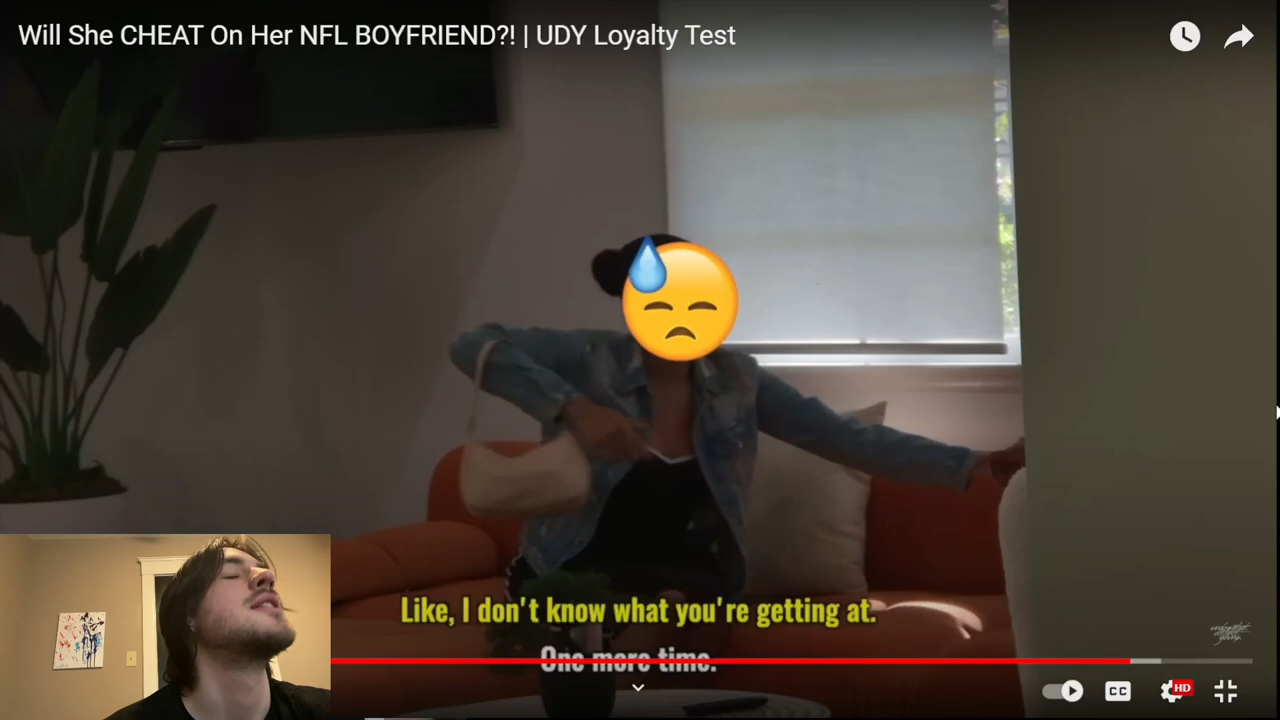 Will She CHEAT On Her NFL BOYFRIEND?! | UDY Loyalty Test
Like, I don't know what you're getting at.
One more time.
CC
HD